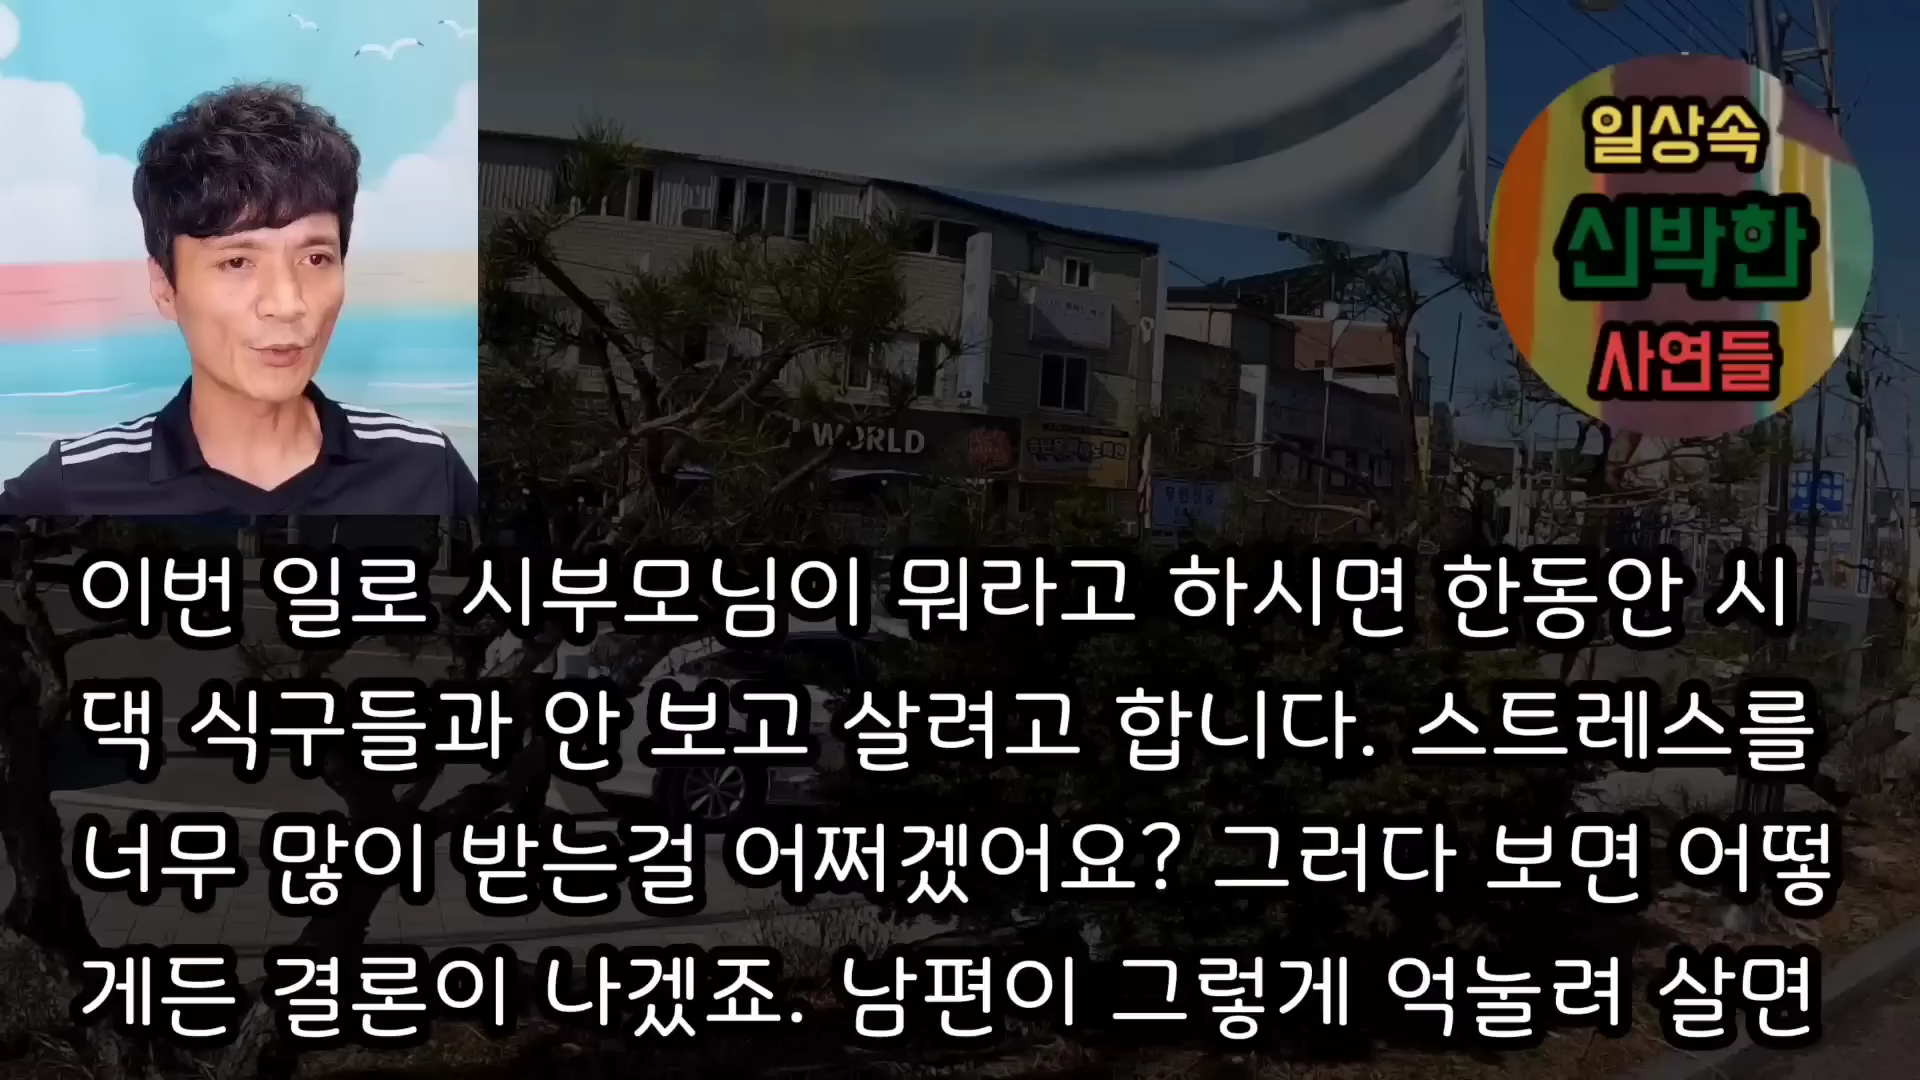 일상속
신박한
사연들
WORLD
이번 일로 시부모님이 뭐라고 하시면 한동안 시
댁 식구들과 안 보고 살려고 합니다. 스트레스를
너무 많이 받는걸 어쩌겠어요? 그러다 보면 어떻
게든 결론이 나겠죠. 남편이 그렇게 억눌려 살면